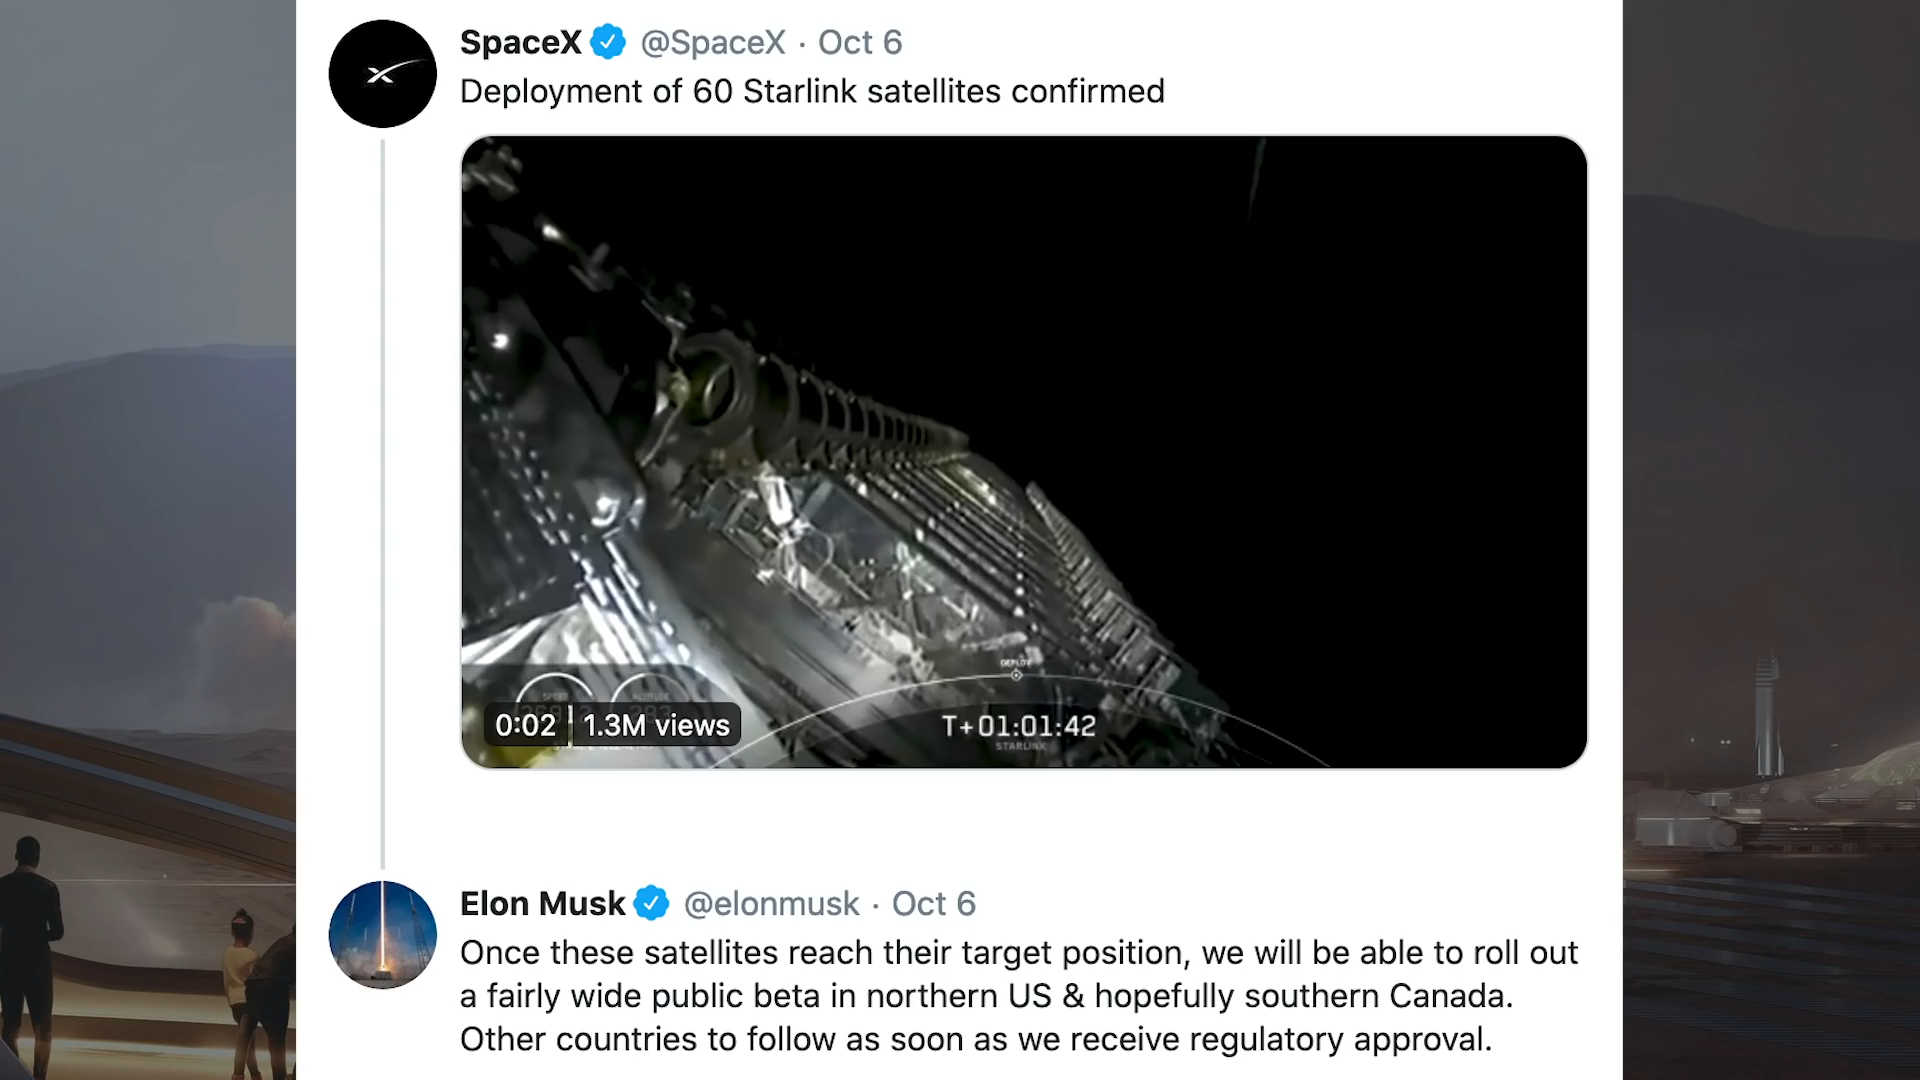 SpaceX @SpaceX · Oct 6
Deployment of 60 Starlink satellites confirmed
DEPLOY
0:02 1.3M views
T+01:01:42
STARLINK
Elon Musk @elonmusk · Oct 6
Once these satellites reach their target position, we will be able to roll out
a fairly wide public beta in northern US & hopefully southern Canada.
Other countries to follow as soon as we receive regulatory approval.